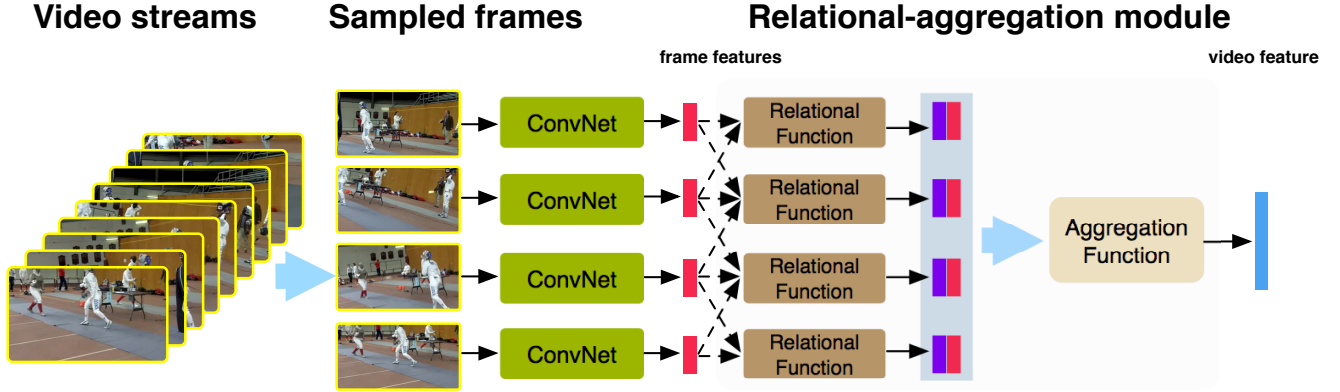 Video streams
Sampled frames
Relational-aggregation module
frame features
video feature
ConvNet
Relational
Function
ConvNet
Relational
Function
ConvNet
Relational
Function
ConvNet
Relational
Function
Aggregation
Function